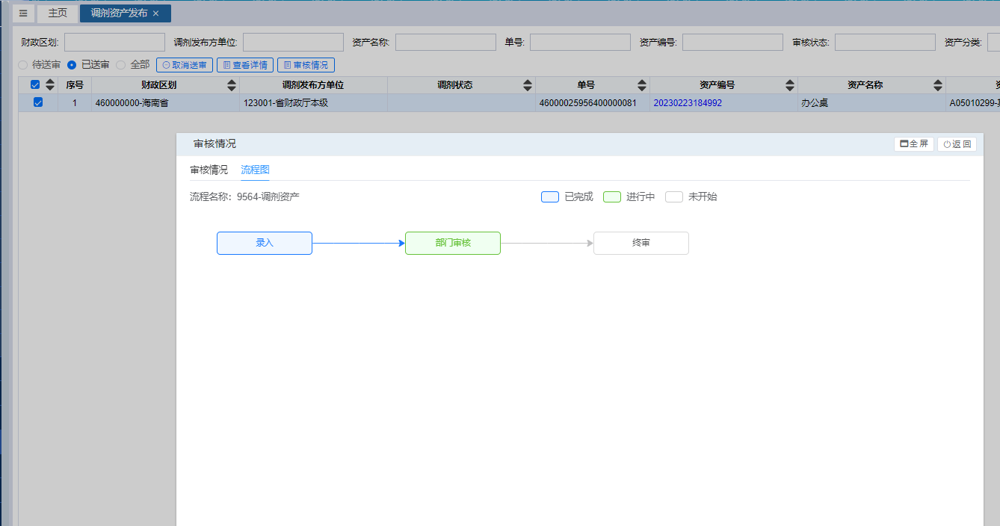 主页 调剂资产发布 ×
财政区划: 调剂发布方单位: 资产名称: 单号: 资产编号: 审核状态: 资产分类:
待送审 已送审 全部 取消送审 查看详情 审核情况
序号 财政区划 调剂发布方单位 调剂状态 单号 资产编号 资产名称
1 460000000-海南省 123001-省财政厅本级 46000025956400000081 20230223184992 办公桌 A05010299-
审核情况 全屏 返回
审核情况 流程图
流程名称: 9564-调剂资产 已完成 进行中 未开始
录入 部门审核 终审